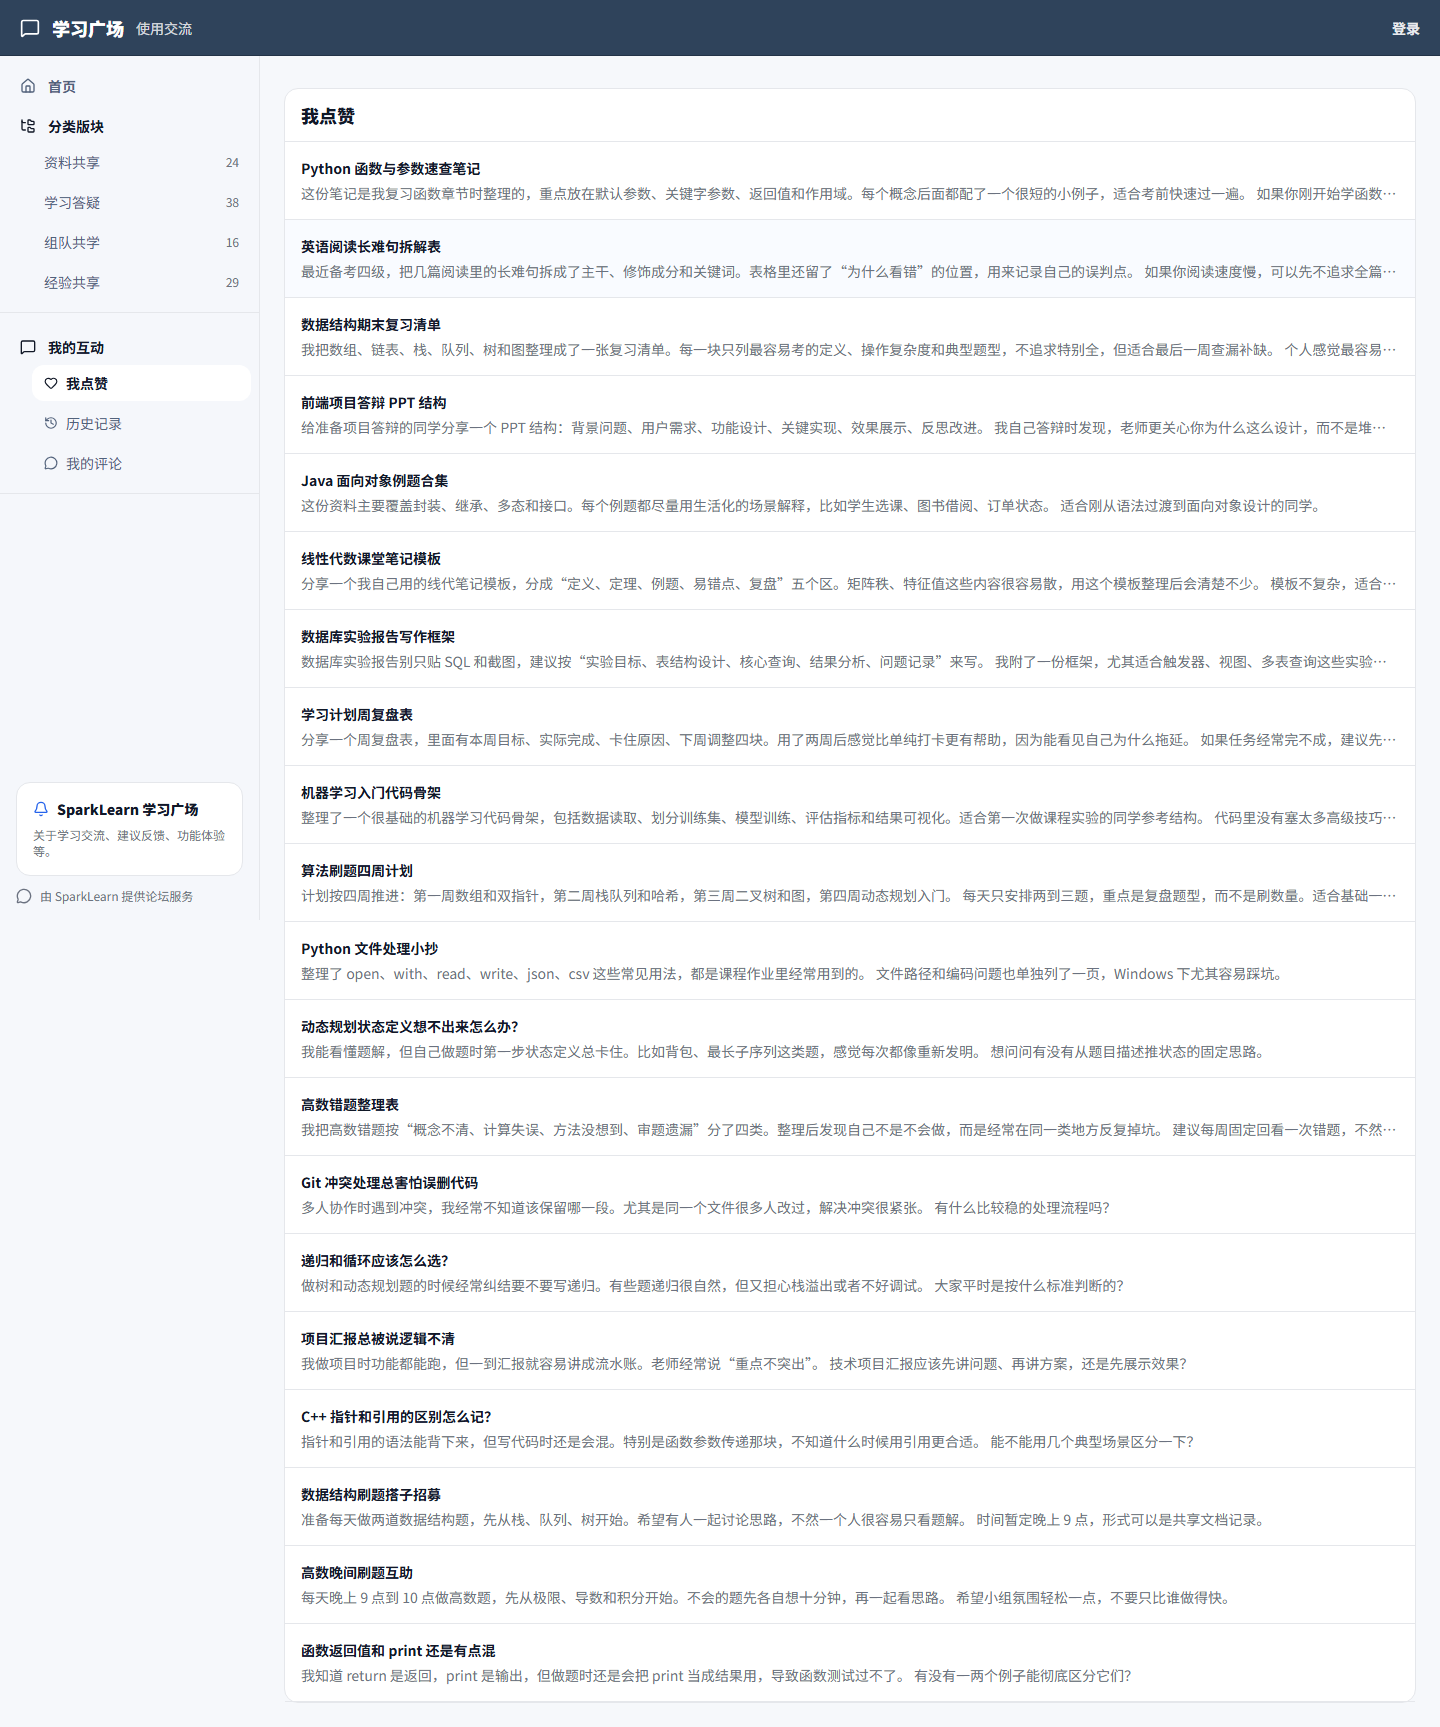 学习广场 使用交流
登录
首页
分类版块
资料共享 24
学习答疑 38
组队共学 16
经验共享 29
我的互动
我点赞
历史记录
我的评论
SparkLearn 学习广场
关于学习交流、建议反馈、功能体验
等。
由 SparkLearn 提供论坛服务
我点赞
Python 函数与参数速查笔记
这份笔记是我复习函数章节时整理的，重点放在默认参数、关键字参数、返回值和作用域。每个概念后面都配了一个很短的小例子，适合考前快速过一遍。 如果你刚开始学函数…
英语阅读长难句拆解表
最近备考四级，把几篇阅读里的长难句拆成了主干、修饰成分和关键词。表格里还留了“为什么看错”的位置，用来记录自己的误判点。 如果你阅读速度慢，可以先不追求全篇…
数据结构期末复习清单
我把数组、链表、栈、队列、树和图整理成了一张复习清单。每一块只列最容易考的定义、操作复杂度和典型题型，不追求特别全，但适合最后一周查漏补缺。 个人感觉最容易…
前端项目答辩 PPT 结构
给准备项目答辩的同学分享一个 PPT 结构：背景问题、用户需求、功能设计、关键实现、效果展示、反思改进。 我自己答辩时发现，老师更关心你为什么这么设计，而不是堆…
Java 面向对象例题合集
这份资料主要覆盖封装、继承、多态和接口。每个例题都尽量用生活化的场景解释，比如学生选课、图书借阅、订单状态。 适合刚从语法过渡到面向对象设计的同学。
线性代数课堂笔记模板
分享一个我自己用的线代笔记模板，分成“定义、定理、例题、易错点、复盘”五个区。矩阵秩、特征值这些内容很容易散，用这个模板整理后会清楚不少。 模板不复杂，适合…
数据库实验报告写作框架
数据库实验报告别只贴 SQL 和截图，建议按“实验目标、表结构设计、核心查询、结果分析、问题记录”来写。 我附了一份框架，尤其适合触发器、视图、多表查询这些实验…
学习计划周复盘表
分享一个周复盘表，里面有本周目标、实际完成、卡住原因、下周调整四块。用了两周后感觉比单纯打卡更有帮助，因为能看见自己为什么拖延。 如果任务经常完不成，建议先…
机器学习入门代码骨架
整理了一个很基础的机器学习代码骨架，包括数据读取、划分训练集、模型训练、评估指标和结果可视化。适合第一次做课程实验的同学参考结构。 代码里没有塞太多高级技巧…
算法刷题四周计划
计划按四周推进：第一周数组和双指针，第二周栈队列和哈希，第三周二叉树和图，第四周动态规划入门。 每天只安排两到三题，重点是复盘题型，而不是刷数量。适合基础一…
Python 文件处理小抄
整理了 open、with、read、write、json、csv 这些常见用法，都是课程作业里经常用到的。 文件路径和编码问题也单独列了一页，Windows 下尤其容易踩坑。
动态规划状态定义想不出来怎么办？
我能看懂题解，但自己做题时第一步状态定义总卡住。比如背包、最长子序列这类题，感觉每次都像重新发明。 想问问有没有从题目描述推状态的固定思路。
高数错题整理表
我把高数错题按“概念不清、计算失误、方法没想到、审题遗漏”分了四类。整理后发现自己不是不会做，而是经常在同一类地方反复掉坑。 建议每周固定回看一次错题，不然…
Git 冲突处理总害怕误删代码
多人协作时遇到冲突，我经常不知道该保留哪一段。尤其是同一个文件很多人改过，解决冲突很紧张。 有什么比较稳的处理流程吗？
递归和循环应该怎么选？
做树和动态规划题的时候经常纠结要不要写递归。有些题递归很自然，但又担心栈溢出或者不好调试。 大家平时是按什么标准判断的？
项目汇报总被说逻辑不清
我做项目时功能都能跑，但一到汇报就容易讲成流水账。老师经常说“重点不突出”。 技术项目汇报应该先讲问题、再讲方案，还是先展示效果？
C++ 指针和引用的区别怎么记？
指针和引用的语法能背下来，但写代码时还是会混。特别是函数参数传递那块，不知道什么时候用引用更合适。 能不能用几个典型场景区分一下？
数据结构刷题搭子招募
准备每天做两道数据结构题，先从栈、队列、树开始。希望有人一起讨论思路，不然一个人很容易只看题解。 时间暂定晚上 9 点，形式可以是共享文档记录。
高数晚间刷题互助
每天晚上 9 点到 10 点做高数题，先从极限、导数和积分开始。不会的题先各自想十分钟，再一起看思路。 希望小组氛围轻松一点，不要只比谁做得快。
函数返回值和 print 还是有点混
我知道 return 是返回，print 是输出，但做题时还是会把 print 当成结果用，导致函数测试过不了。 有没有一两个例子能彻底区分它们？